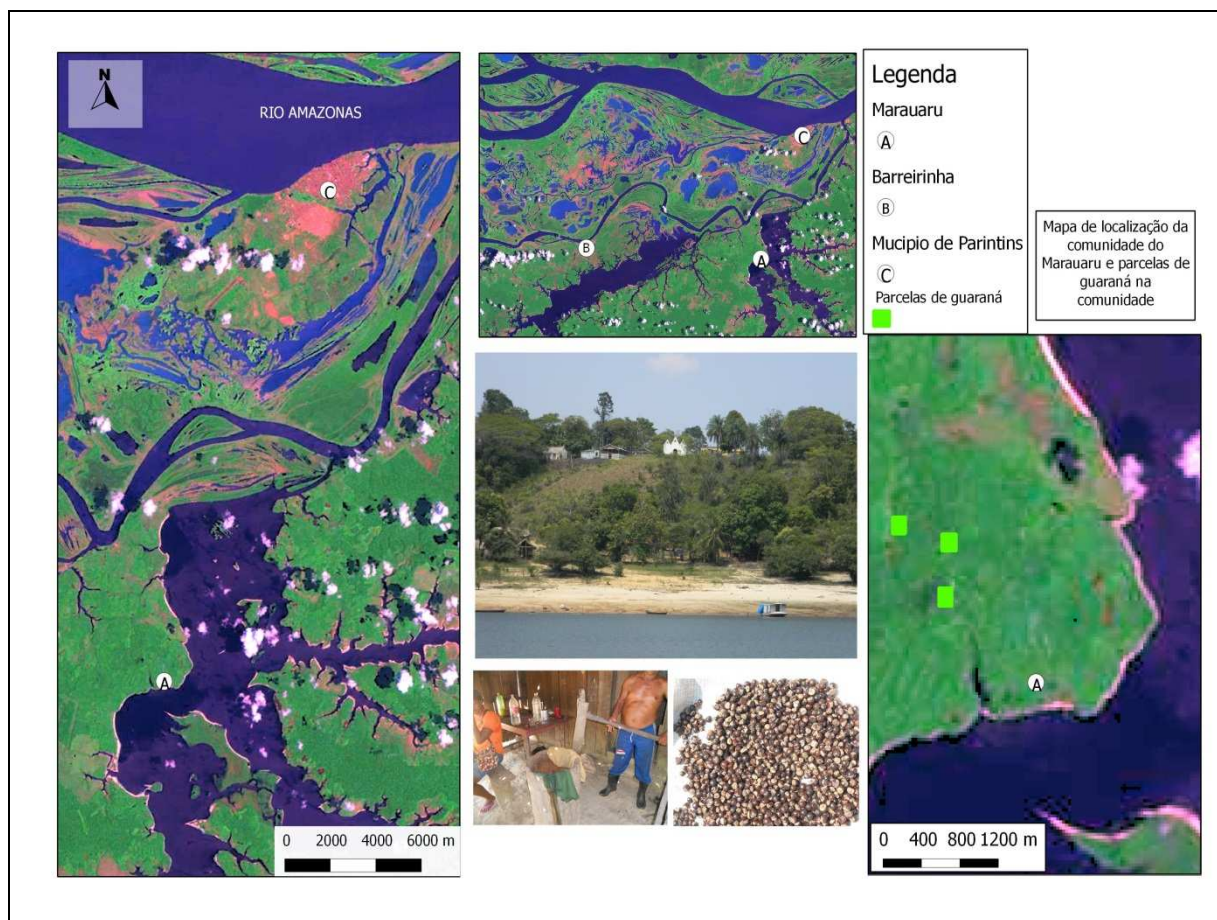 N
RIO AMAZONAS
C
A
0 2000 4000 6000 m
C
B
A
Legenda
Marauaru
A
Barreirinha
B
Mucipio de Parintins
C
Parcelas de guaraná
Mapa de localização da
comunidade do
Marauaru e parcelas de
guaraná na
comunidade
A
0 400 800 1200 m